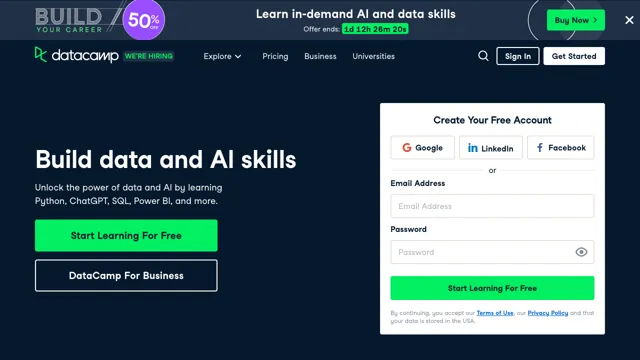 BUILD
YOUR CAREER
50%
OFF
Learn in-demand AI and data skills
Offer ends: 1d 12h 26m 20s
Buy Now
datacamp
WE'RE HIRING
Explore
Pricing
Business
Universities
Sign In
Get Started
Build data and AI skills
Unlock the power of data and AI by learning
Python, ChatGPT, SQL, Power BI, and more.
Start Learning For Free
DataCamp For Business
Create Your Free Account
Google
LinkedIn
Facebook
or
Email Address
Email Adaress
Password
Password
Start Learning For Free
By continuing, you accept our Terms of Use, our Privacy Policy and that
your data is stored in the USA.